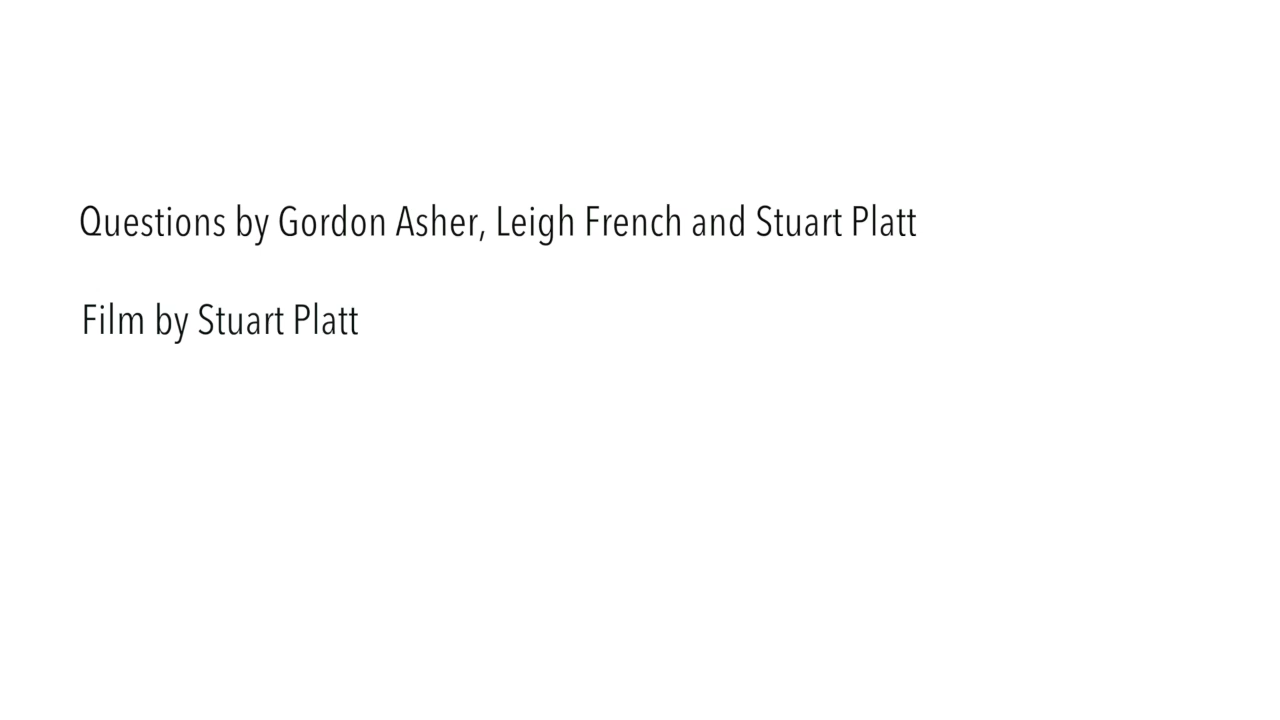 Questions by Gordon Asher, Leigh French and Stuart Platt
Film by Stuart Platt